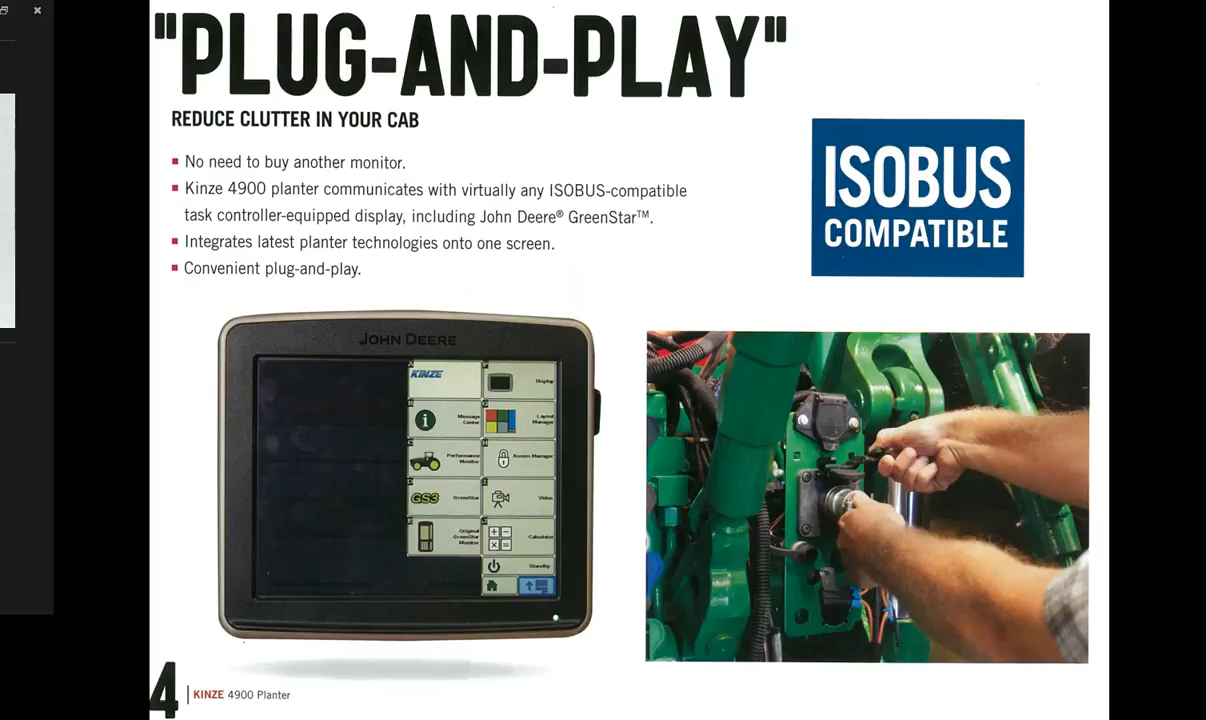 "PLUG-AND-PLAY"
REDUCE CLUTTER IN YOUR CAB
No need to buy another monitor.
Kinze 4900 planter communicates with virtually any ISOBUS-compatible
task controller-equipped display, including John Deere® GreenStar™.
Integrates latest planter technologies onto one screen.
Convenient plug-and-play.
ISOBUS
COMPATIBLE
JOHN DEERE
A
KINZE
F
Display
B
Message
Center
G
Layout
Manager
C
Performance
Monitor
H
Access Manager
D
GS3
GreenStar
I
Video
E
Original
GreenStar
Monitor
J
Calculator
Standby
4
KINZE 4900 Planter